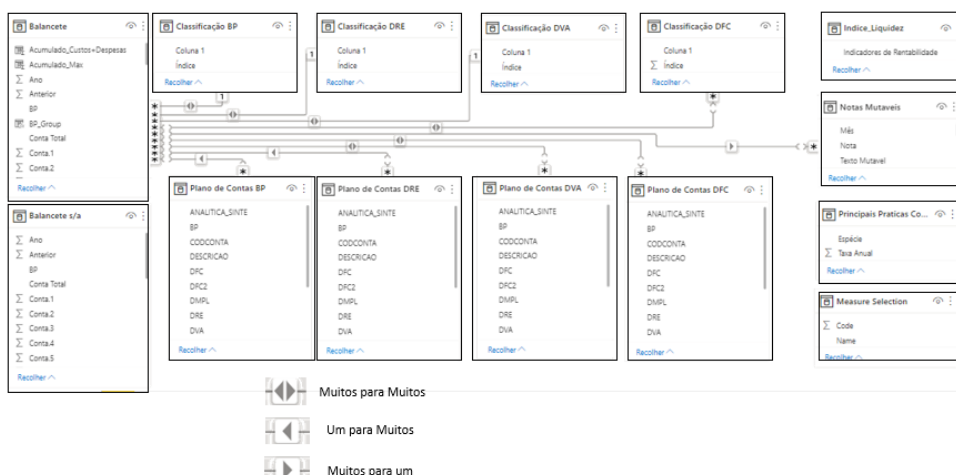 Balancete
Acumulado_Custos+Despesas
Acumulado_Max
Σ Ano
Σ Anterior
BP
BP_Group
Conta Total
Σ Conta.1
Σ Conta.2
Recolher
Classificação BP
Coluna 1
Índice
Recolher
Classificação DRE
Coluna 1
Índice
Recolher
Classificação DVA
Coluna 1
Índice
Recolher
Classificação DFC
Coluna 1
Σ Índice
Recolher
Indice_Liquidez
Indicadores de Rentabilidade
Recolher
1
1
1
*
*
*
*
*
*
*
*
*
*
*
*
*
*
Notas Mutaveis
Mês
Nota
Texto Mutavel
Recolher
Balancete s/a
Σ Ano
Σ Anterior
BP
Conta Total
Σ Conta.1
Σ Conta.2
Σ Conta.3
Σ Conta.4
Σ Conta.5
Recolher
Plano de Contas BP
ANALITICA_SINTE
BP
CODCONTA
DESCRICAO
DFC
DFC2
DMPL
DRE
DVA
Recolher
Plano de Contas DRE
ANALITICA_SINTE
BP
CODCONTA
DESCRICAO
DFC
DFC2
DMPL
DRE
DVA
Recolher
Plano de Contas DVA
ANALITICA_SINTE
BP
CODCONTA
DESCRICAO
DFC
DFC2
DMPL
DRE
DVA
Recolher
Plano de Contas DFC
ANALITICA_SINTE
BP
CODCONTA
DESCRICAO
DFC
DFC2
DMPL
DRE
DVA
Recolher
Principais Praticas Co...
Espécie
Σ Taxa Anual
Recolher
Measure Selection
Σ Code
Name
Recolher
Muitos para Muitos
Um para Muitos
Muitos para um